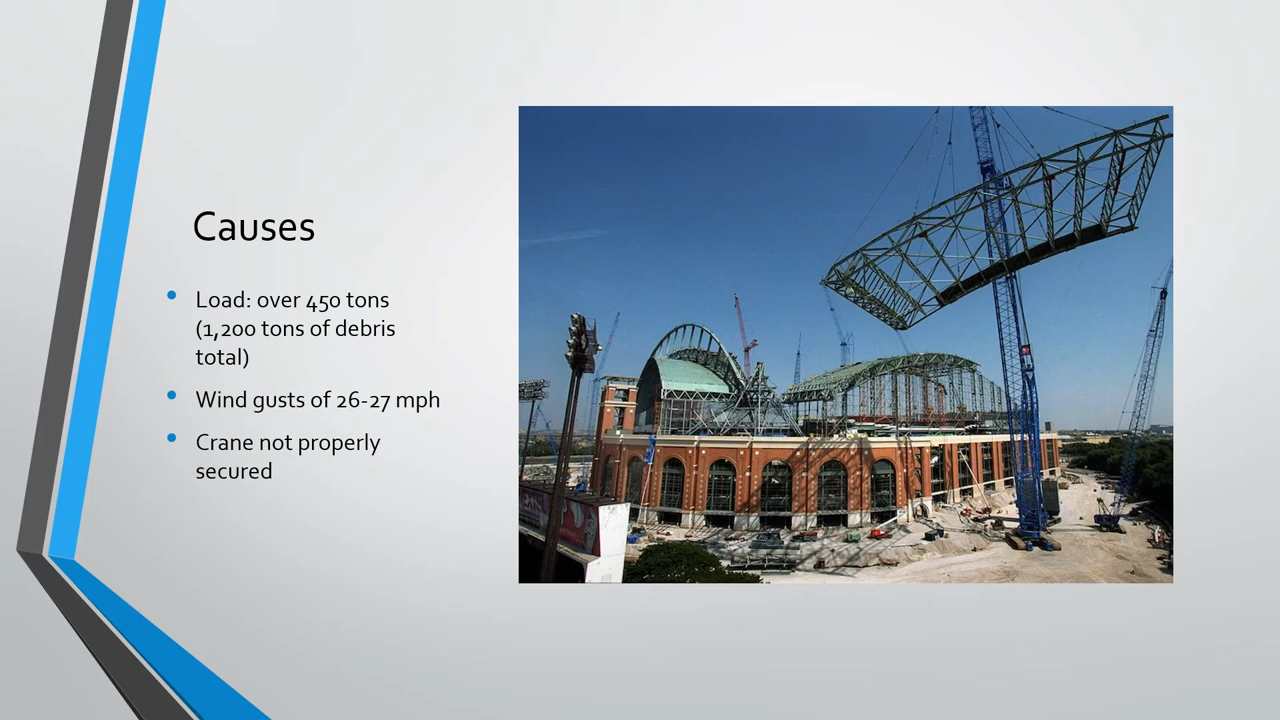 Causes
• Load: over 450 tons
(1,200 tons of debris
total)
• Wind gusts of 26-27 mph
• Crane not properly
secured